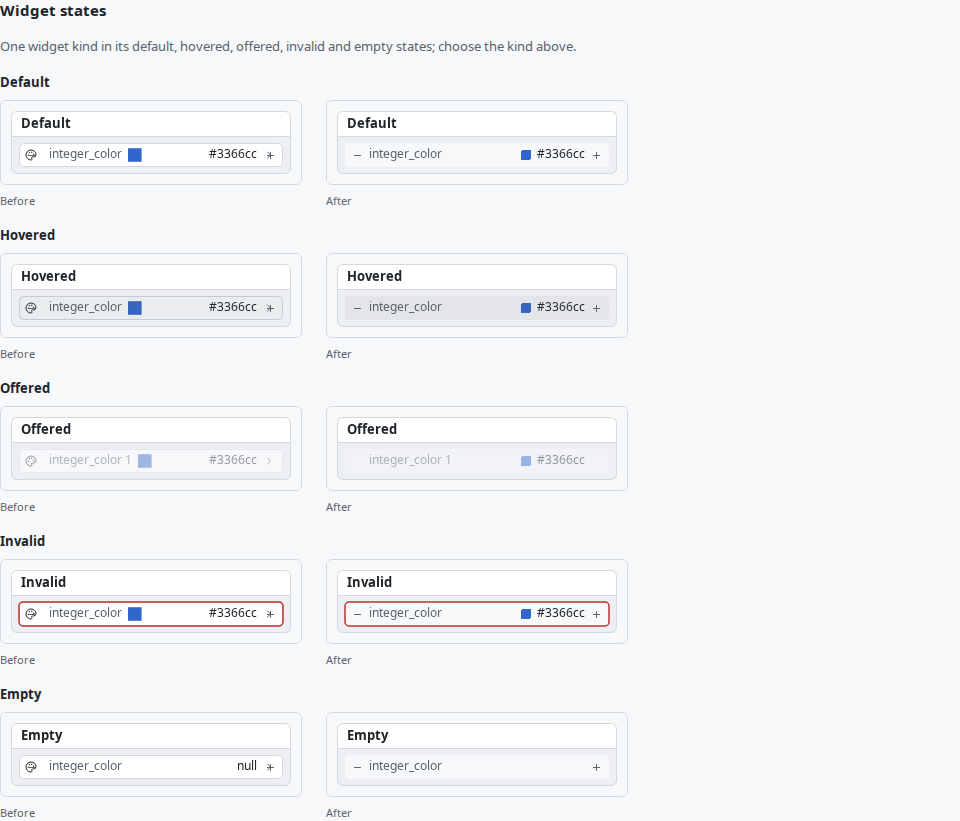 Widget states
One widget kind in its default, hovered, offered, invalid and empty states; choose the kind above.
Default
Default
integer_color #3366cc
Before
Default
− integer_color #3366cc +
After
Hovered
Hovered
integer_color #3366cc
Before
Hovered
− integer_color #3366cc +
After
Offered
Offered
integer_color 1 #3366cc ›
Before
Offered
integer_color 1 #3366cc
After
Invalid
Invalid
integer_color #3366cc
Before
Invalid
− integer_color #3366cc +
After
Empty
Empty
integer_color null
Before
Empty
− integer_color +
After